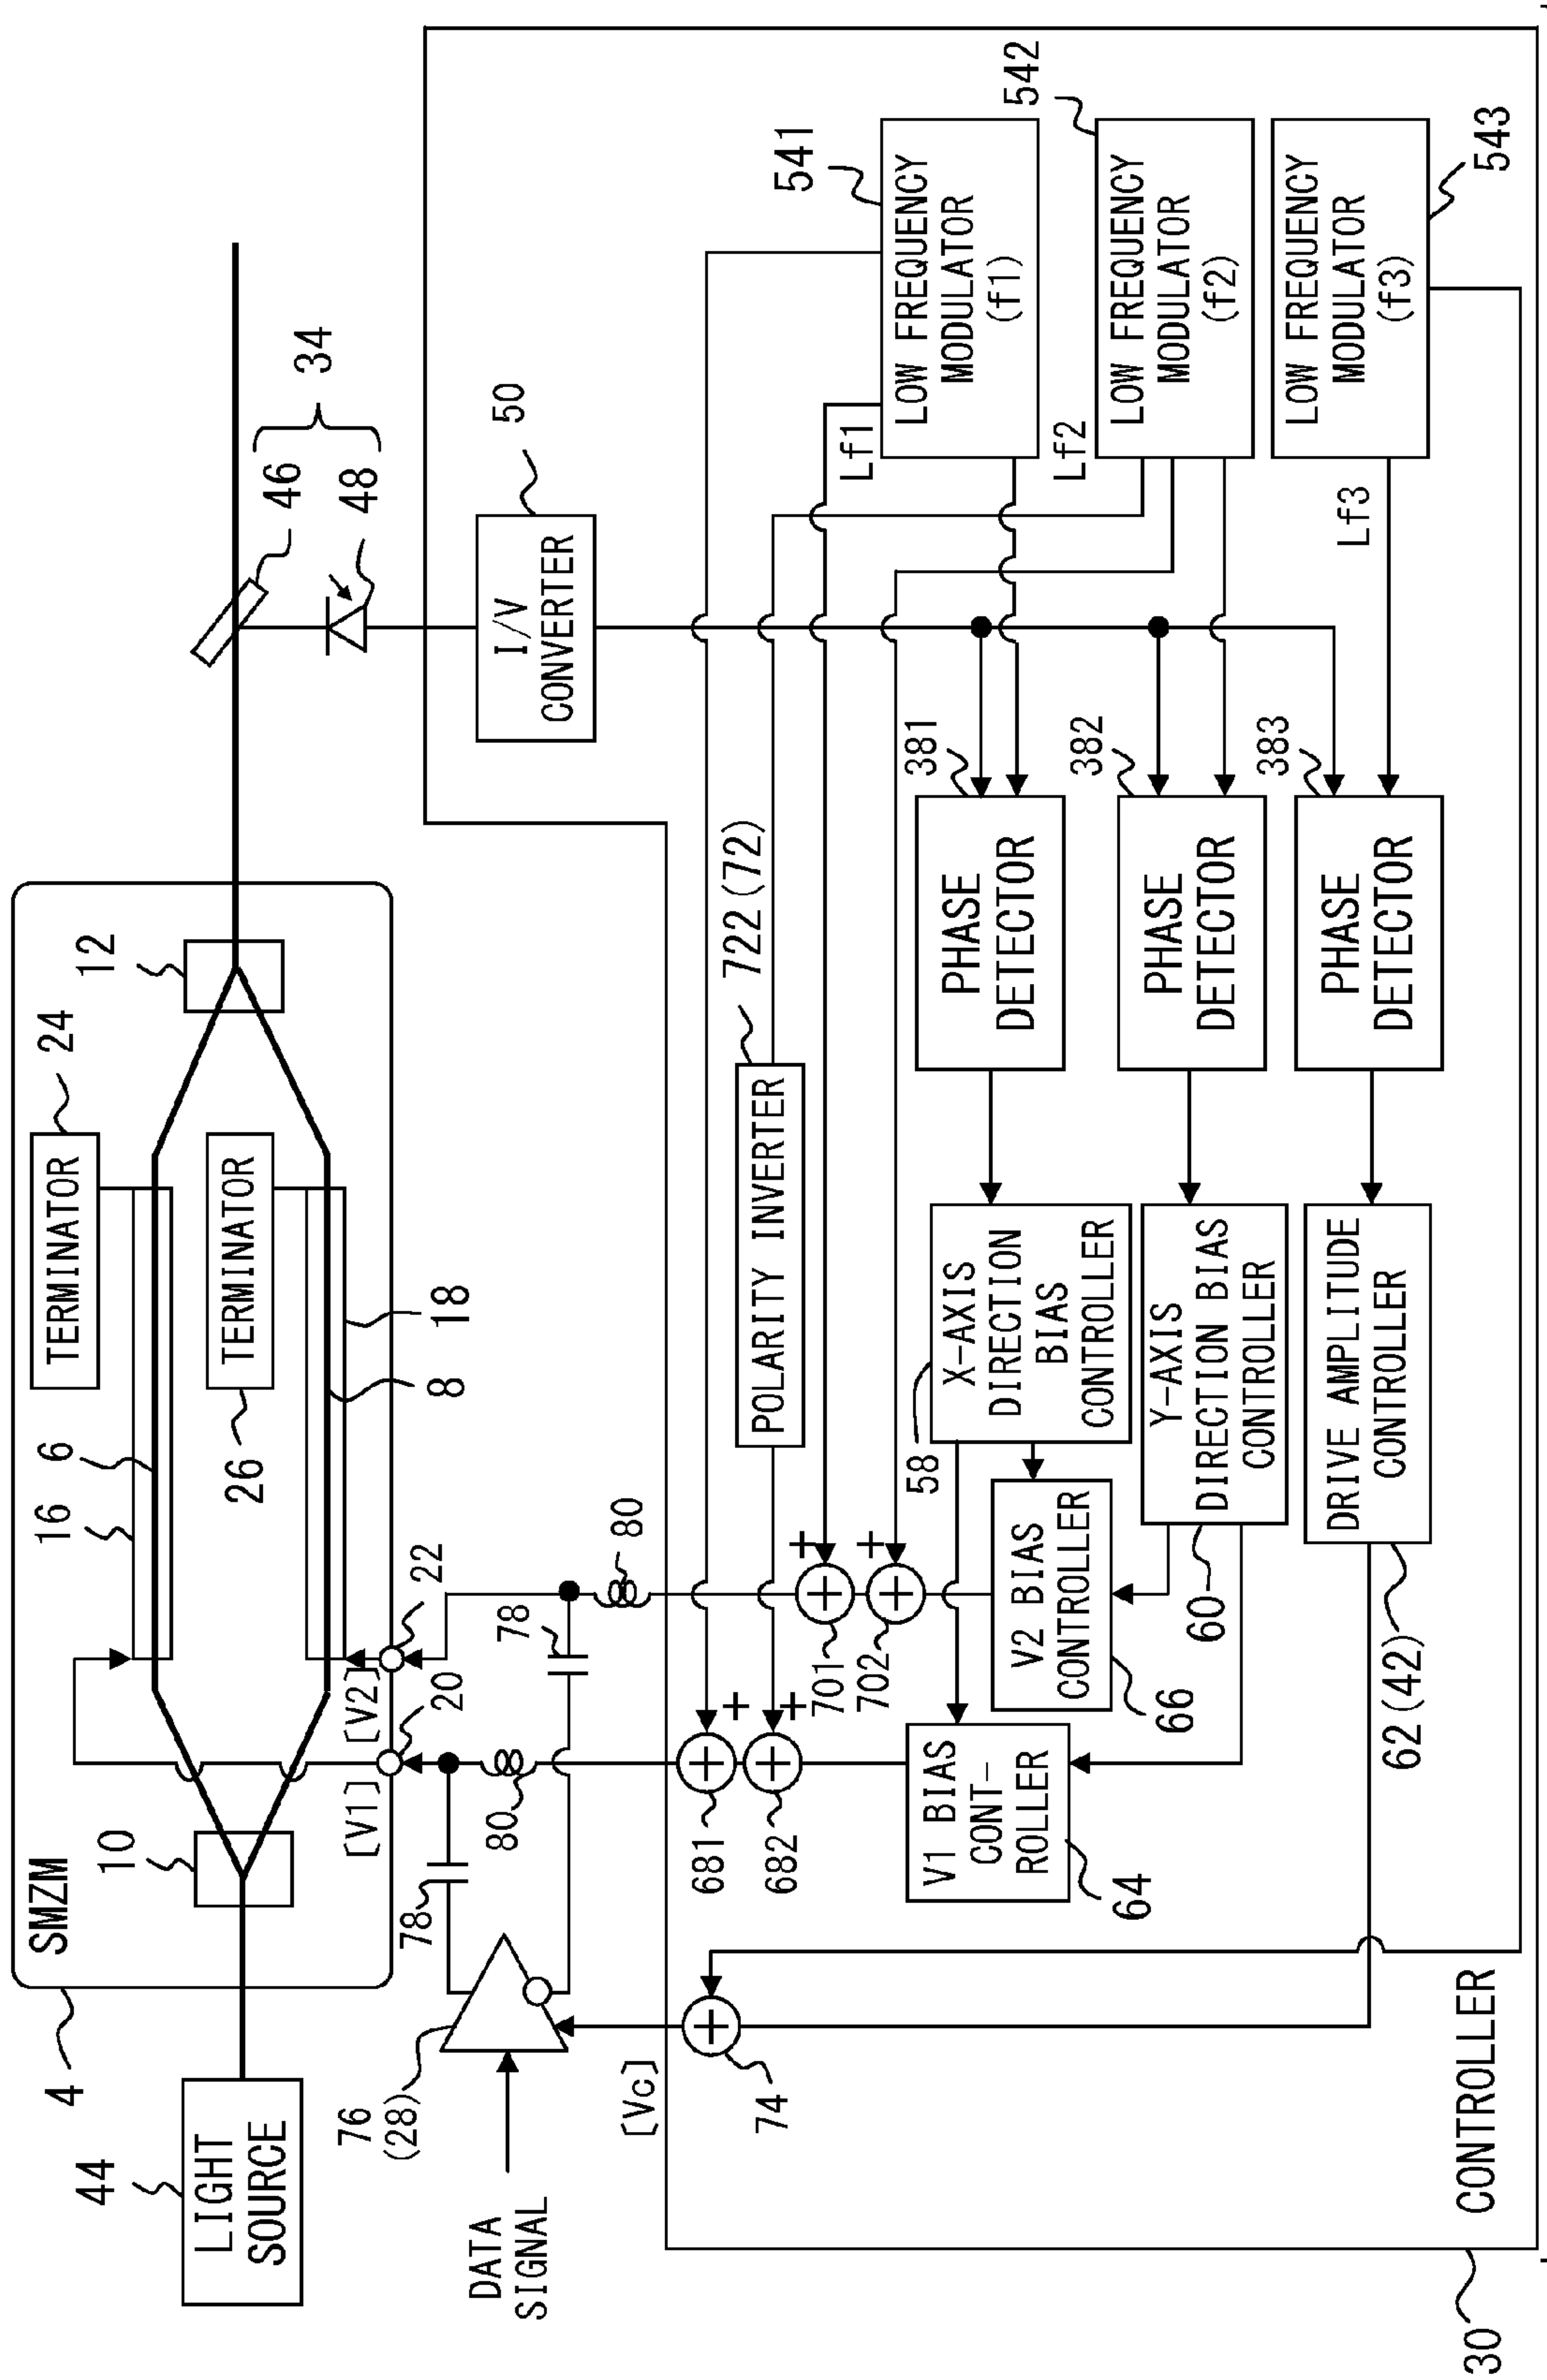 SMZM
4
44
LIGHT
SOURCE
10
16
6
TERMINATOR
24
12
26
TERMINATOR
8
18
[V1]
[V2]
20
22
46
48
34
76
(28)
DATA
SIGNAL
78
80
78
80
I/V
CONVERTER
50
[Vc]
74
681
682
+
+
701
702
+
+
POLARITY INVERTER
722(72)
541
LOW FREQUENCY
MODULATOR
(f1)
Lf1
542
LOW FREQUENCY
MODULATOR
(f2)
Lf2
543
LOW FREQUENCY
MODULATOR
(f3)
Lf3
381
PHASE
DETECTOR
382
PHASE
DETECTOR
383
PHASE
DETECTOR
58
X-AXIS
DIRECTION
BIAS
CONTROLLER
60
Y-AXIS
DIRECTION BIAS
CONTROLLER
DRIVE AMPLITUDE
CONTROLLER
62(42)
V1 BIAS
CONT-
ROLLER
64
V2 BIAS
CONTROLLER
66
CONTROLLER
30